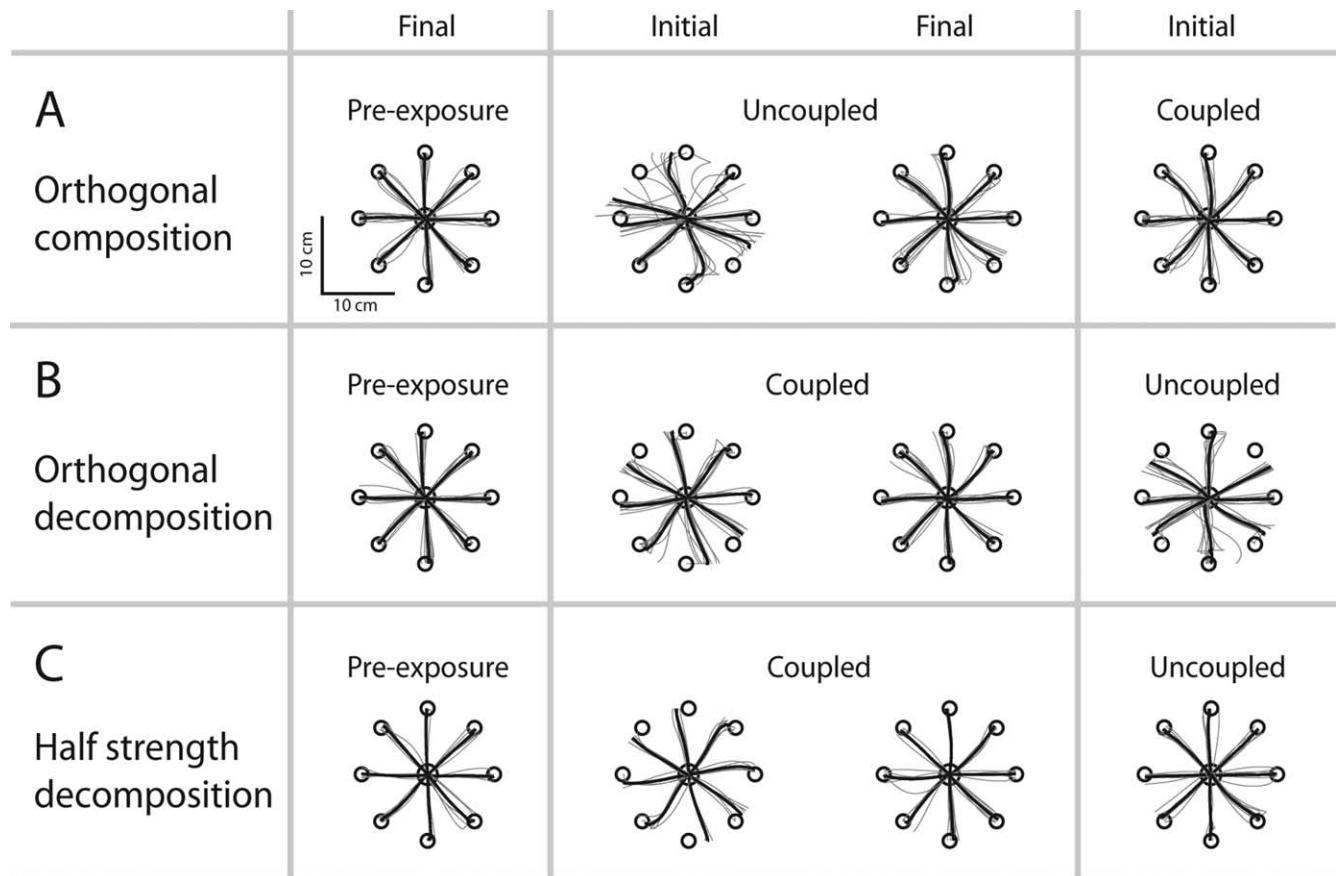 Final Initial Final Initial
A
Orthogonal
composition
Pre-exposure Uncoupled Coupled
10 cm
10 cm
B
Orthogonal
decomposition
Pre-exposure Coupled Uncoupled
C
Half strength
decomposition
Pre-exposure Coupled Uncoupled